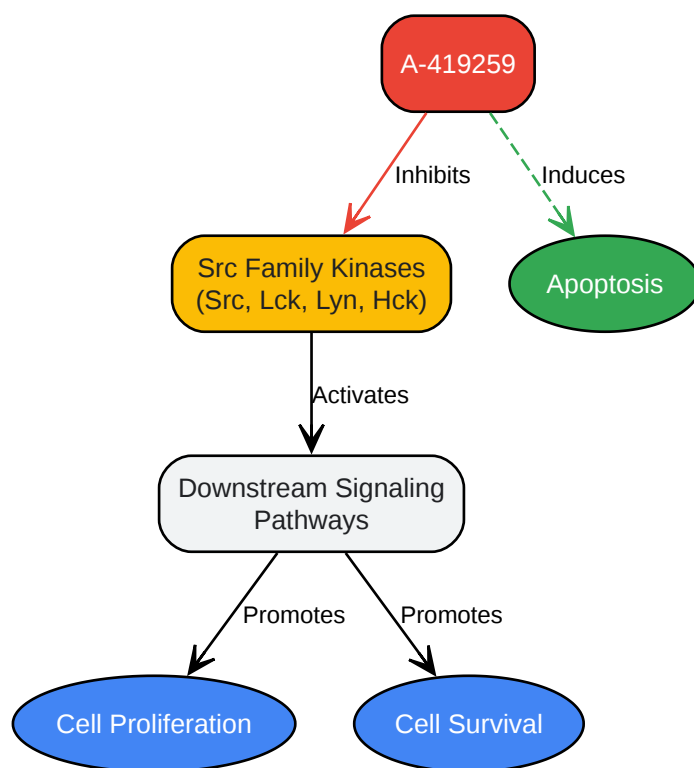 A-419259
Inhibits
Induces
Src Family Kinases
(Src, Lck, Lyn, Hck)
Apoptosis
Activates
Downstream Signaling
Pathways
Promotes
Promotes
Cell Proliferation
Cell Survival